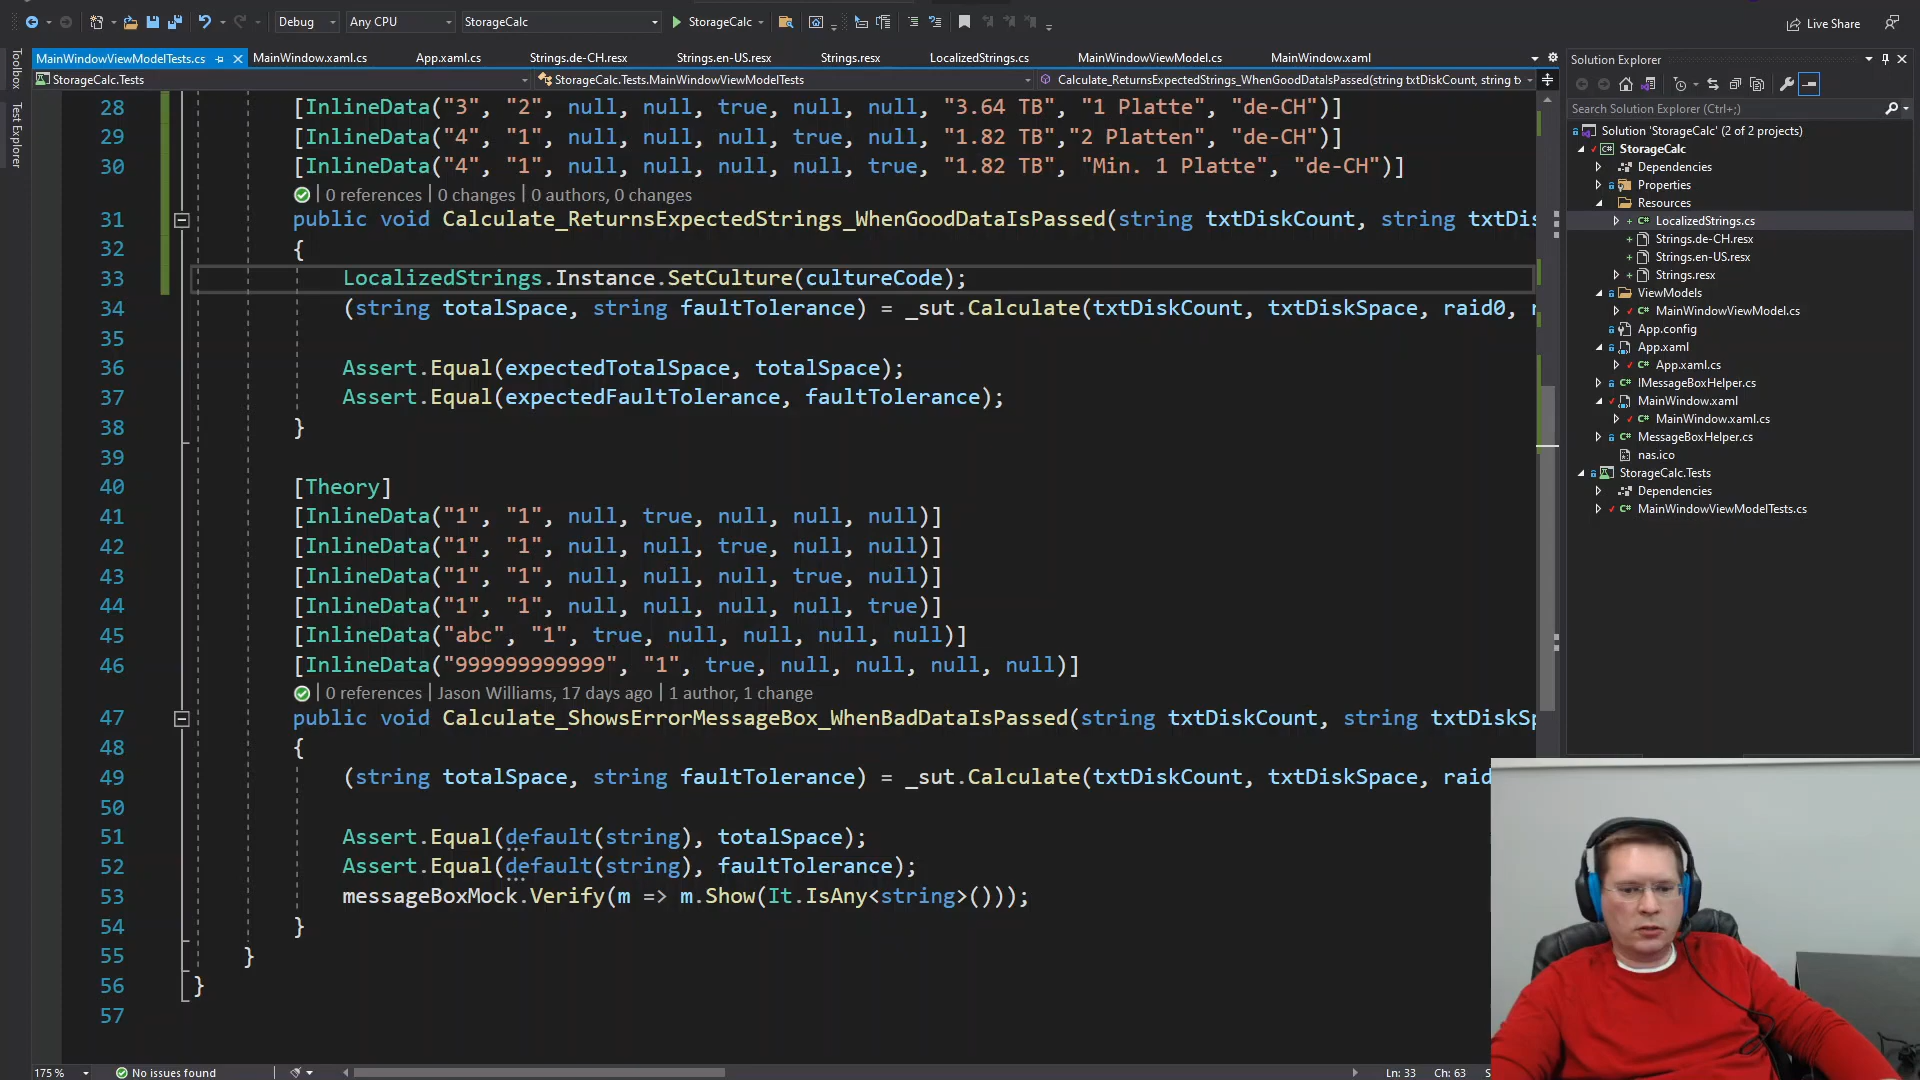 Debug
Any CPU
StorageCalc
StorageCalc
Live Share
MainWindowViewModelTests.cs
MainWindow.xaml.cs
App.xaml.cs
Strings.de-CH.resx
Strings.en-US.resx
Strings.resx
LocalizedStrings.cs
MainWindowViewModel.cs
MainWindow.xaml
StorageCalc.Tests
StorageCalc.Tests.MainWindowViewModelTests
Calculate_ReturnsExpectedStrings_WhenGoodDataIsPassed(string txtDiskCount, string t
Toolbox
Test Explorer
28 [InlineData("3", "2", null, null, true, null, null, "3.64 TB", "1 Platte", "de-CH")]
29 [InlineData("4", "1", null, null, null, true, null, "1.82 TB","2 Platten", "de-CH")]
30 [InlineData("4", "1", null, null, null, null, true, "1.82 TB","Min. 1 Platte", "de-CH")]
0 references | 0 changes | 0 authors, 0 changes
31 public void Calculate_ReturnsExpectedStrings_WhenGoodDataIsPassed(string txtDiskCount, string txtDis
32 {
33 LocalizedStrings.Instance.SetCulture(cultureCode);
34 (string totalSpace, string faultTolerance) = _sut.Calculate(txtDiskCount, txtDiskSpace, raid0, r
35
36 Assert.Equal(expectedTotalSpace, totalSpace);
37 Assert.Equal(expectedFaultTolerance, faultTolerance);
38 }
39
40 [Theory]
41 [InlineData("1", "1", null, true, null, null, null)]
42 [InlineData("1", "1", null, null, true, null, null)]
43 [InlineData("1", "1", null, null, null, true, null)]
44 [InlineData("1", "1", null, null, null, null, true)]
45 [InlineData("abc", "1", true, null, null, null, null)]
46 [InlineData("999999999999", "1", true, null, null, null, null)]
0 references | Jason Williams, 17 days ago | 1 author, 1 change
47 public void Calculate_ShowsErrorMessageBox_WhenBadDataIsPassed(string txtDiskCount, string txtDiskSp
48 {
49 (string totalSpace, string faultTolerance) = _sut.Calculate(txtDiskCount, txtDiskSpace, raid
50
51 Assert.Equal(default(string), totalSpace);
52 Assert.Equal(default(string), faultTolerance);
53 messageBoxMock.Verify(m => m.Show(It.IsAny<string>()));
54 }
55 }
56 }
57
175 %
No issues found
Ln: 33 Ch: 63
Solution Explorer
Search Solution Explorer (Ctrl+;)
Solution 'StorageCalc' (2 of 2 projects)
StorageCalc
Dependencies
Properties
Resources
LocalizedStrings.cs
Strings.de-CH.resx
Strings.en-US.resx
Strings.resx
ViewModels
MainWindowViewModel.cs
App.config
App.xaml
App.xaml.cs
IMessageBoxHelper.cs
MainWindow.xaml
MainWindow.xaml.cs
MessageBoxHelper.cs
nas.ico
StorageCalc.Tests
Dependencies
MainWindowViewModelTests.cs